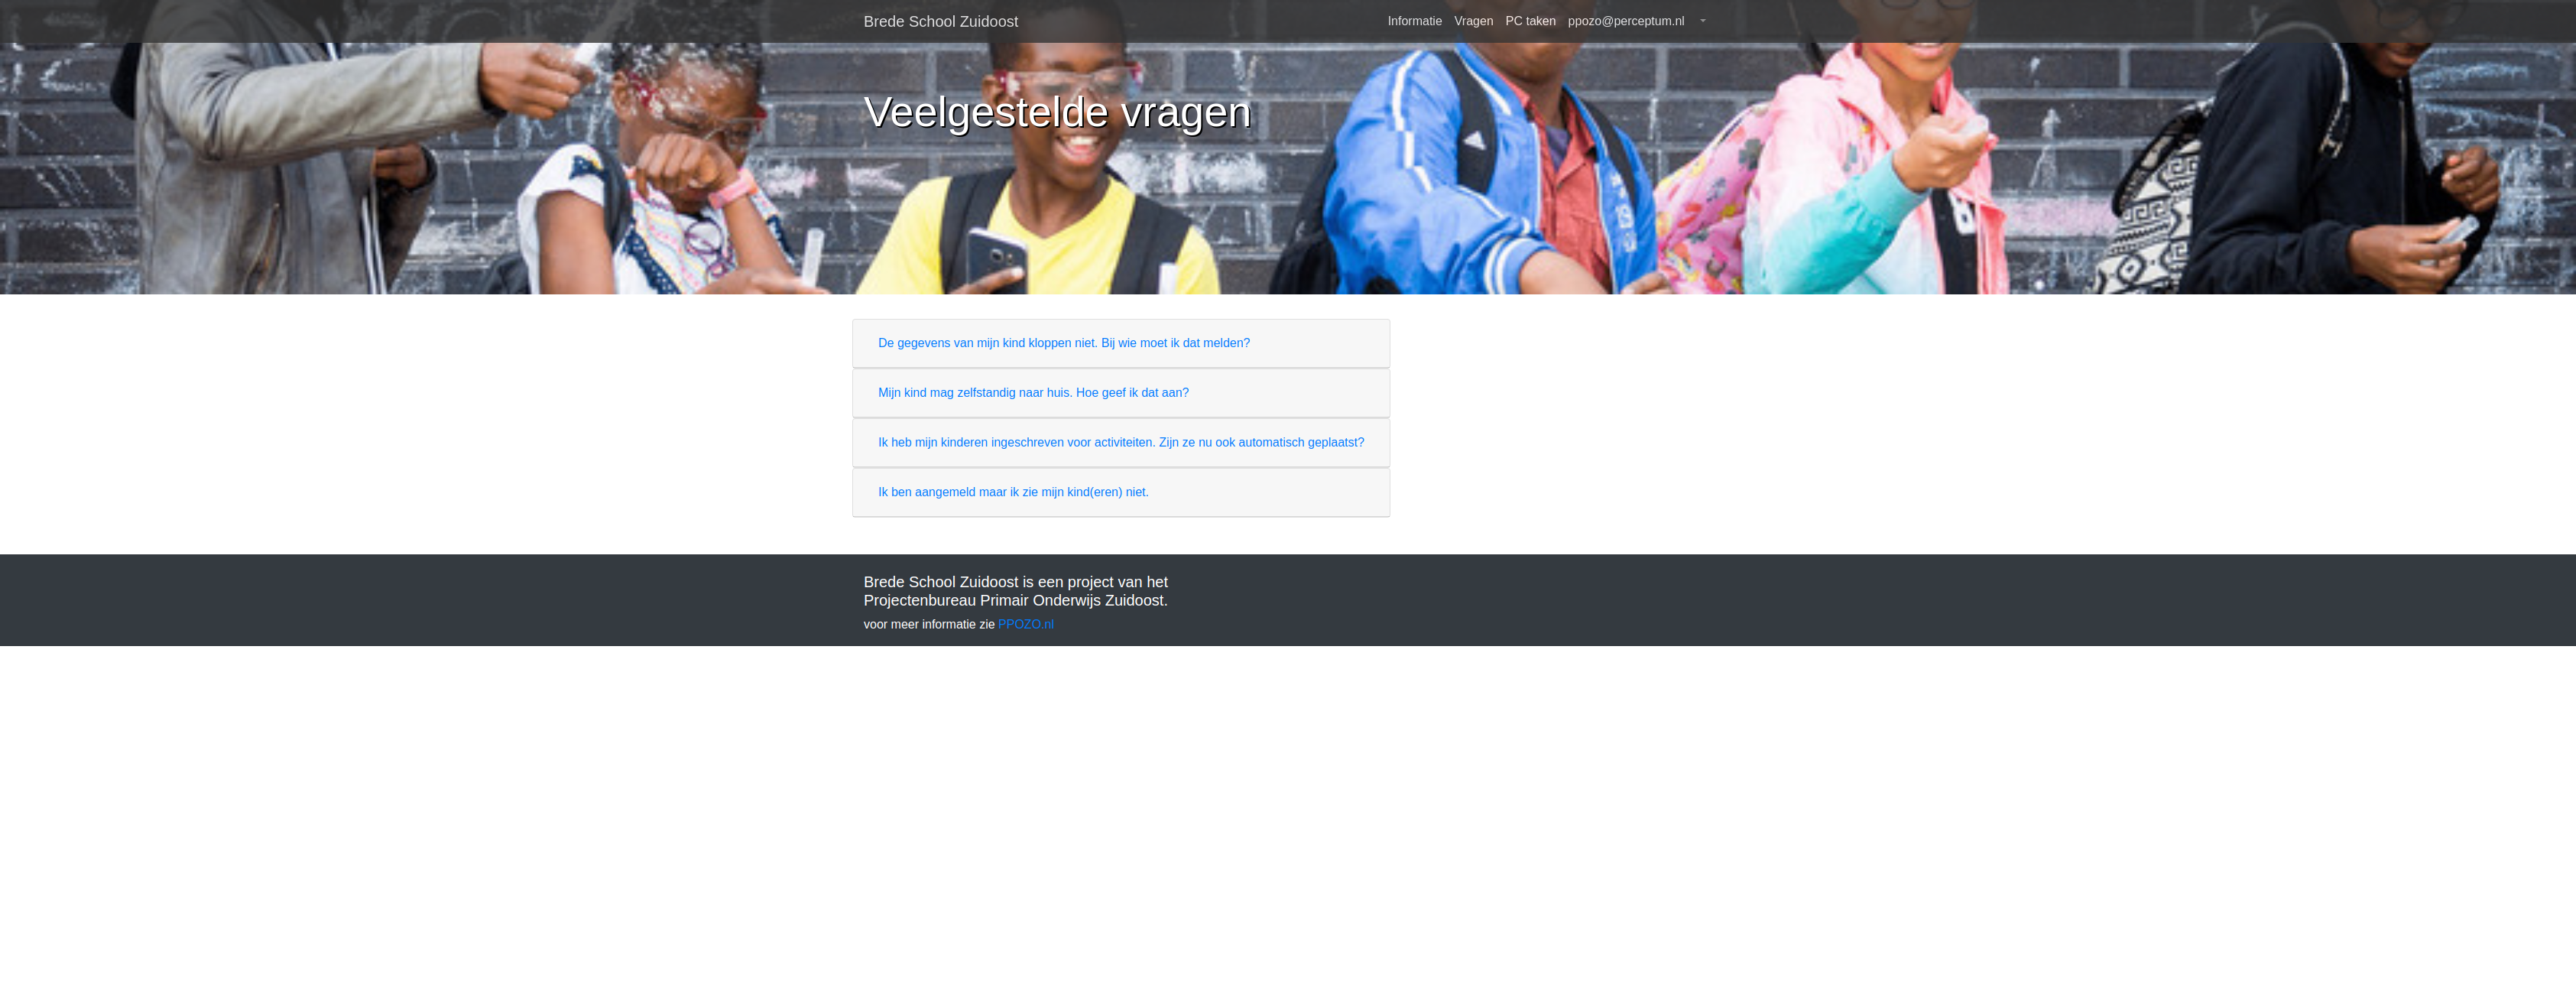 Brede School Zuidoost
Informatie Vragen PC taken ppozo@perceptum.nl
Veelgestelde vragen
De gegevens van mijn kind kloppen niet. Bij wie moet ik dat melden?
Mijn kind mag zelfstandig naar huis. Hoe geef ik dat aan?
Ik heb mijn kinderen ingeschreven voor activiteiten. Zijn ze nu ook automatisch geplaatst?
Ik ben aangemeld maar ik zie mijn kind(eren) niet.
Brede School Zuidoost is een project van het
Projectenbureau Primair Onderwijs Zuidoost.
voor meer informatie zie PPOZO.nl